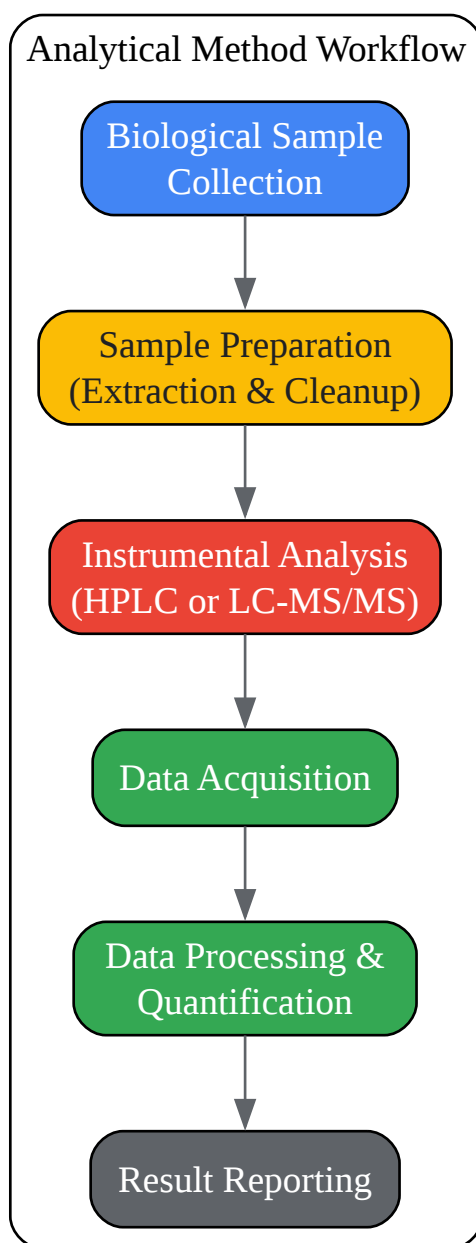 Analytical Method Workflow
Biological Sample
Collection
Sample Preparation
(Extraction & Cleanup)
Instrumental Analysis
(HPLC or LC-MS/MS)
Data Acquisition
Data Processing &
Quantification
Result Reporting